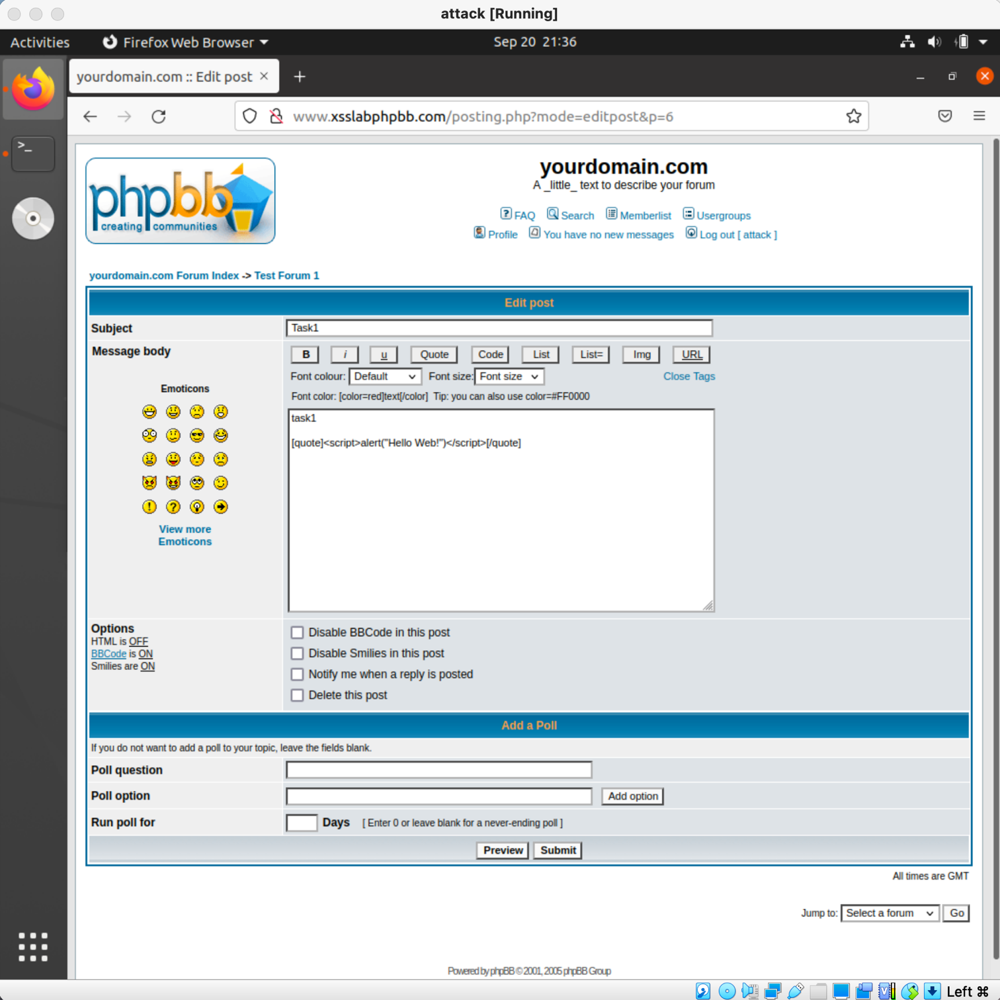 attack [Running]
Activities Firefox Web Browser Sep 20 21:36
yourdomain.com :: Edit post
www.xsslabphpbb.com/posting.php?mode=editpost&p=6
phpbb
creating communities
yourdomain.com
A _little_ text to describe your forum
FAQ Search Memberlist Usergroups
Profile You have no new messages Log out [ attack ]
yourdomain.com Forum Index -> Test Forum 1
Edit post
Subject Task1
Message body B i u Quote Code List List= Img URL
Font colour: Default Font size: Font size Close Tags
Emoticons
Font color: [color=red]text[/color] Tip: you can also use color=#FF0000
task1
[quote]<script>alert("Hello Web!")</script>[/quote]
View more
Emoticons
Options
HTML is OFF
BBCode is ON
Smilies are ON
Disable BBCode in this post
Disable Smilies in this post
Notify me when a reply is posted
Delete this post
Add a Poll
If you do not want to add a poll to your topic, leave the fields blank.
Poll question
Poll option Add option
Run poll for Days [ Enter 0 or leave blank for a never-ending poll ]
Preview Submit
All times are GMT
Jump to: Select a forum Go
Powered by phpBB © 2001, 2005 phpBB Group
Left ⌘